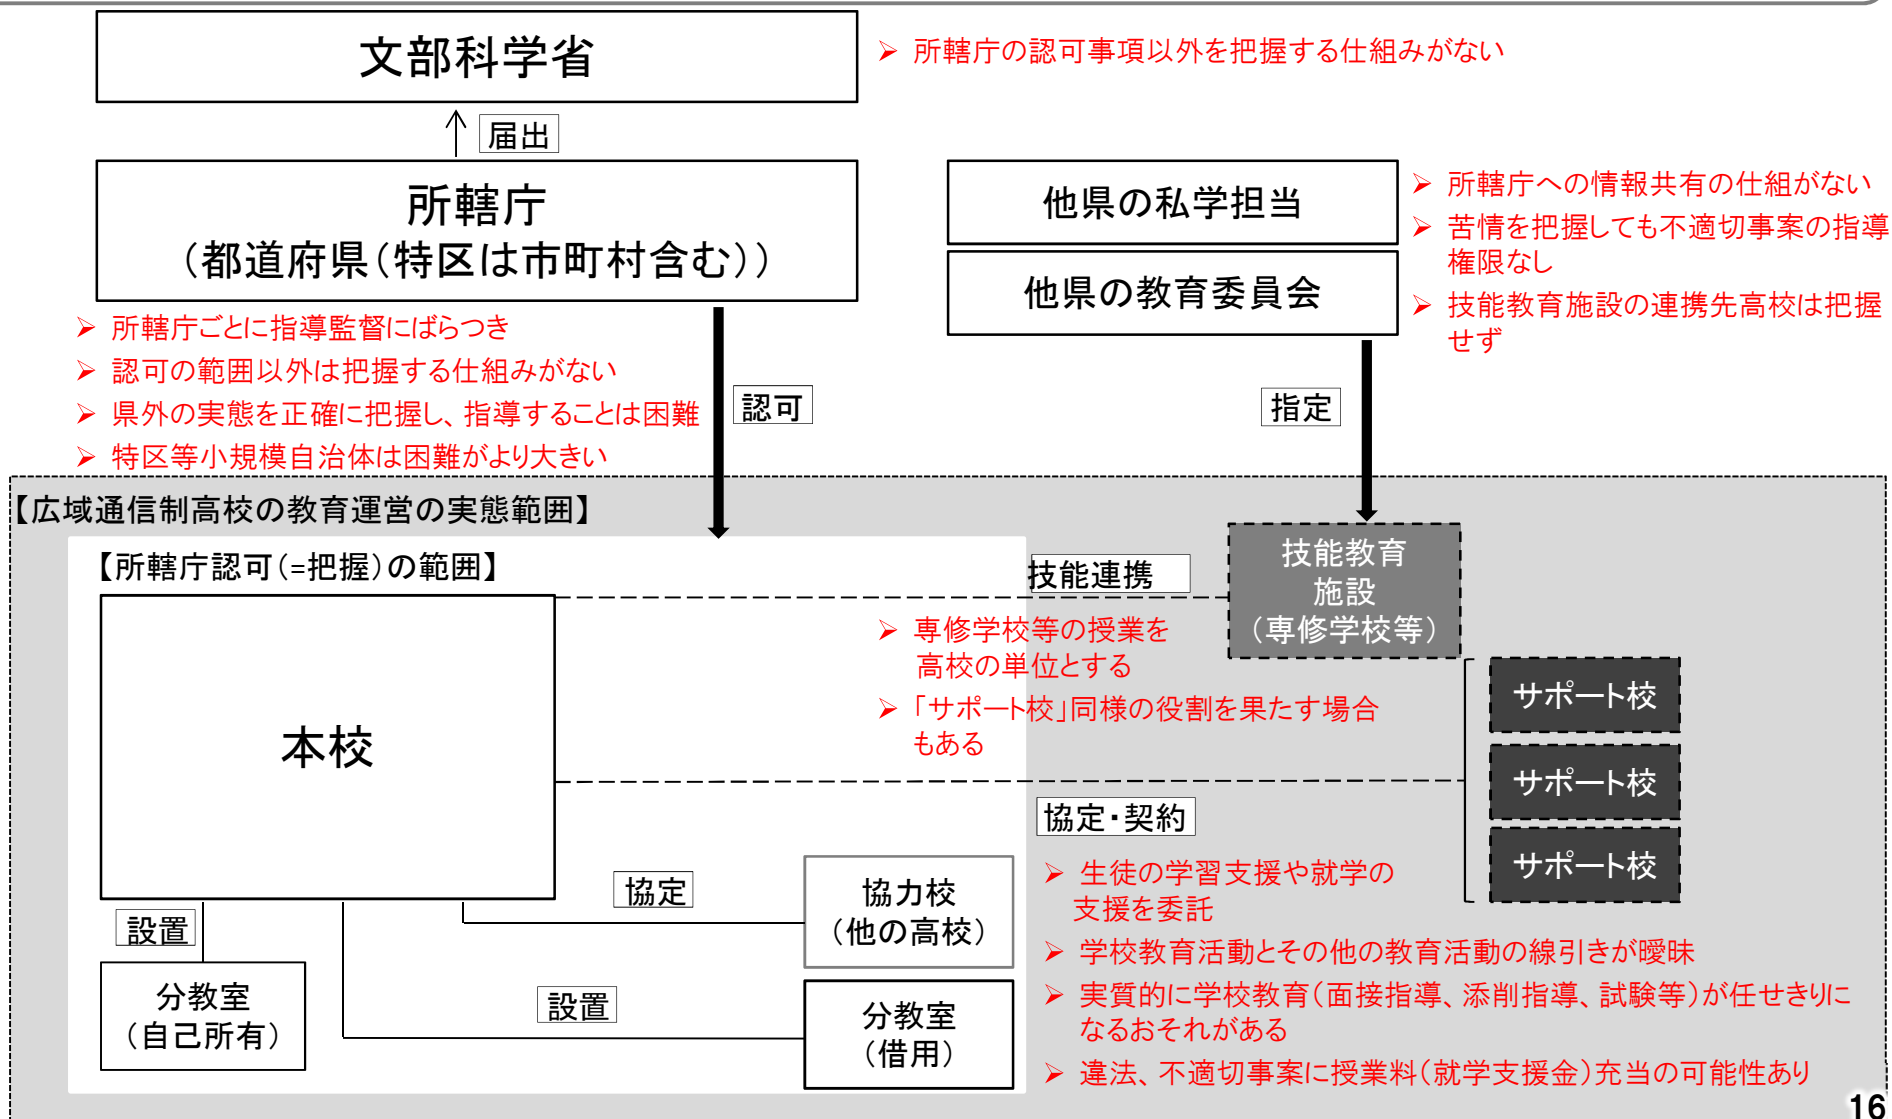 文部科学省
➢ 所轄庁の認可事項以外を把握する仕組みがない
届出
所轄庁
（都道府県（特区は市町村含む））
他県の私学担当
他県の教育委員会
➢ 所轄庁への情報共有の仕組がない
➢ 苦情を把握しても不適切事案の指導
権限なし
➢ 技能教育施設の連携先高校は把握
せず
➢ 所轄庁ごとに指導監督にばらつき
➢ 認可の範囲以外は把握する仕組みがない
➢ 県外の実態を正確に把握し、指導することは困難
➢ 特区等小規模自治体は困難がより大きい
認可
指定
【広域通信制高校の教育運営の実態範囲】
【所轄庁認可（=把握）の範囲】
技能連携
技能教育
施設
（専修学校等）
➢ 専修学校等の授業を
高校の単位とする
➢ 「サポート校」同様の役割を果たす場合
もある
本校
サポート校
サポート校
サポート校
協定・契約
➢ 生徒の学習支援や就学の
支援を委託
➢ 学校教育活動とその他の教育活動の線引きが曖昧
➢ 実質的に学校教育（面接指導、添削指導、試験等）が任せきりに
なるおそれがある
➢ 違法、不適切事案に授業料（就学支援金）充当の可能性あり
協定
協力校
（他の高校）
設置
分教室
（自己所有）
設置
分教室
（借用）
16